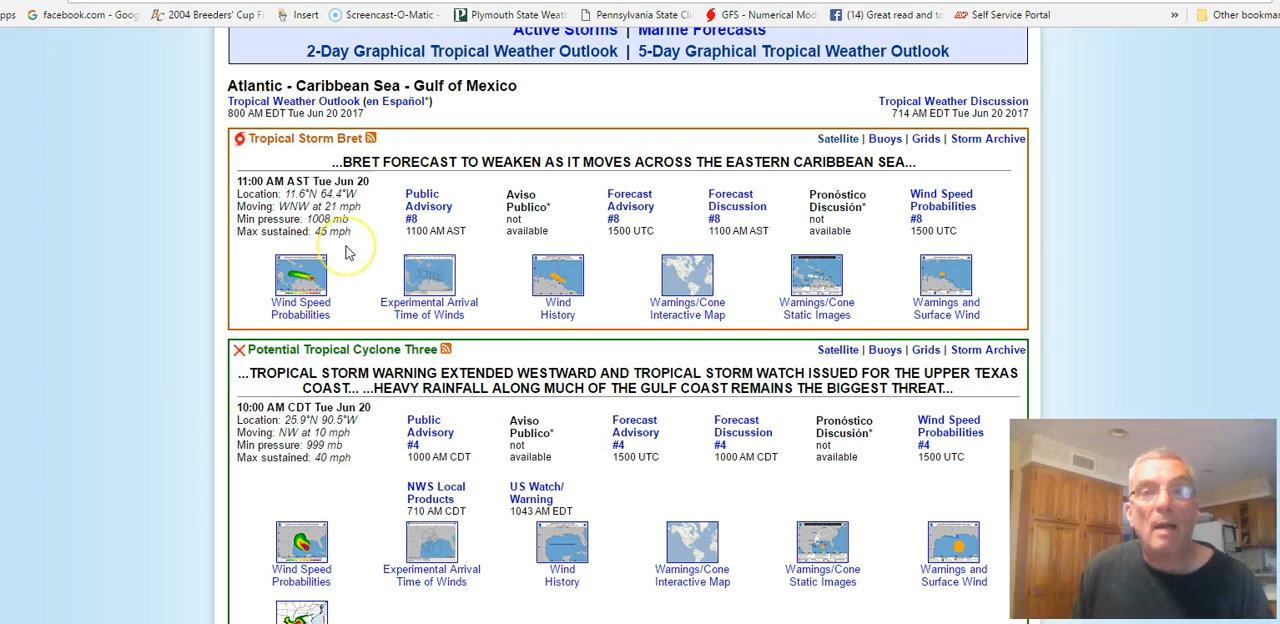 pps facebook.com - Goog 2004 Breeders' Cup Fi Insert Screencast-O-Matic - Plymouth State Weath Pennsylvania State Cli GFS - Numerical Mod (14) Great read and to Self Service Portal » Other bookmar
Active Storms | Marine Forecasts
2-Day Graphical Tropical Weather Outlook | 5-Day Graphical Tropical Weather Outlook
Atlantic - Caribbean Sea - Gulf of Mexico
Tropical Weather Outlook (en Español*) Tropical Weather Discussion
800 AM EDT Tue Jun 20 2017 714 AM EDT Tue Jun 20 2017
Tropical Storm Bret Satellite | Buoys | Grids | Storm Archive
...BRET FORECAST TO WEAKEN AS IT MOVES ACROSS THE EASTERN CARIBBEAN SEA...
11:00 AM AST Tue Jun 20
Location: 11.6°N 64.4°W Public Aviso Forecast Forecast Pronóstico Wind Speed
Moving: WNW at 21 mph Advisory Publico* Advisory Discussion Discusión* Probabilities
Min pressure: 1008 mb #8 not #8 #8 not #8
Max sustained: 45 mph 1100 AM AST available 1500 UTC 1100 AM AST available 1500 UTC
Wind Speed Experimental Arrival Wind Warnings/Cone Warnings/Cone Warnings and
Probabilities Time of Winds History Interactive Map Static Images Surface Wind
Potential Tropical Cyclone Three Satellite | Buoys | Grids | Storm Archive
...TROPICAL STORM WARNING EXTENDED WESTWARD AND TROPICAL STORM WATCH ISSUED FOR THE UPPER TEXAS
COAST... ...HEAVY RAINFALL ALONG MUCH OF THE GULF COAST REMAINS THE BIGGEST THREAT...
10:00 AM CDT Tue Jun 20
Location: 25.9°N 90.5°W Public Aviso Forecast Forecast Pronóstico Wind Speed
Moving: NW at 10 mph Advisory Publico* Advisory Discussion Discusión* Probabilities
Min pressure: 999 mb #4 not #4 #4 not #4
Max sustained: 40 mph 1000 AM CDT available 1500 UTC 1000 AM CDT available 1500 UTC
NWS Local US Watch/
Products Warning
710 AM CDT 1043 AM EDT
Wind Speed Experimental Arrival Wind Warnings/Cone Warnings/Cone Warnings and
Probabilities Time of Winds History Interactive Map Static Images Surface Wind